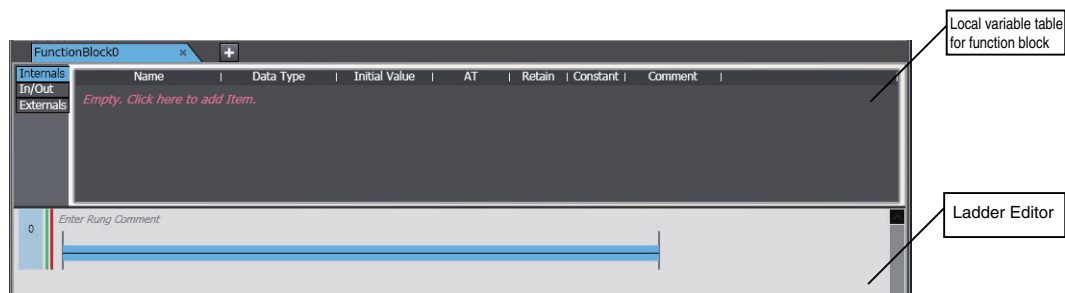 Local variable table
for function block
FunctionBlock0 × +
Internals Name | Data Type | Initial Value | AT | Retain | Constant | Comment |
In/Out
Externals Empty. Click here to add Item.
0 Enter Rung Comment
Ladder Editor